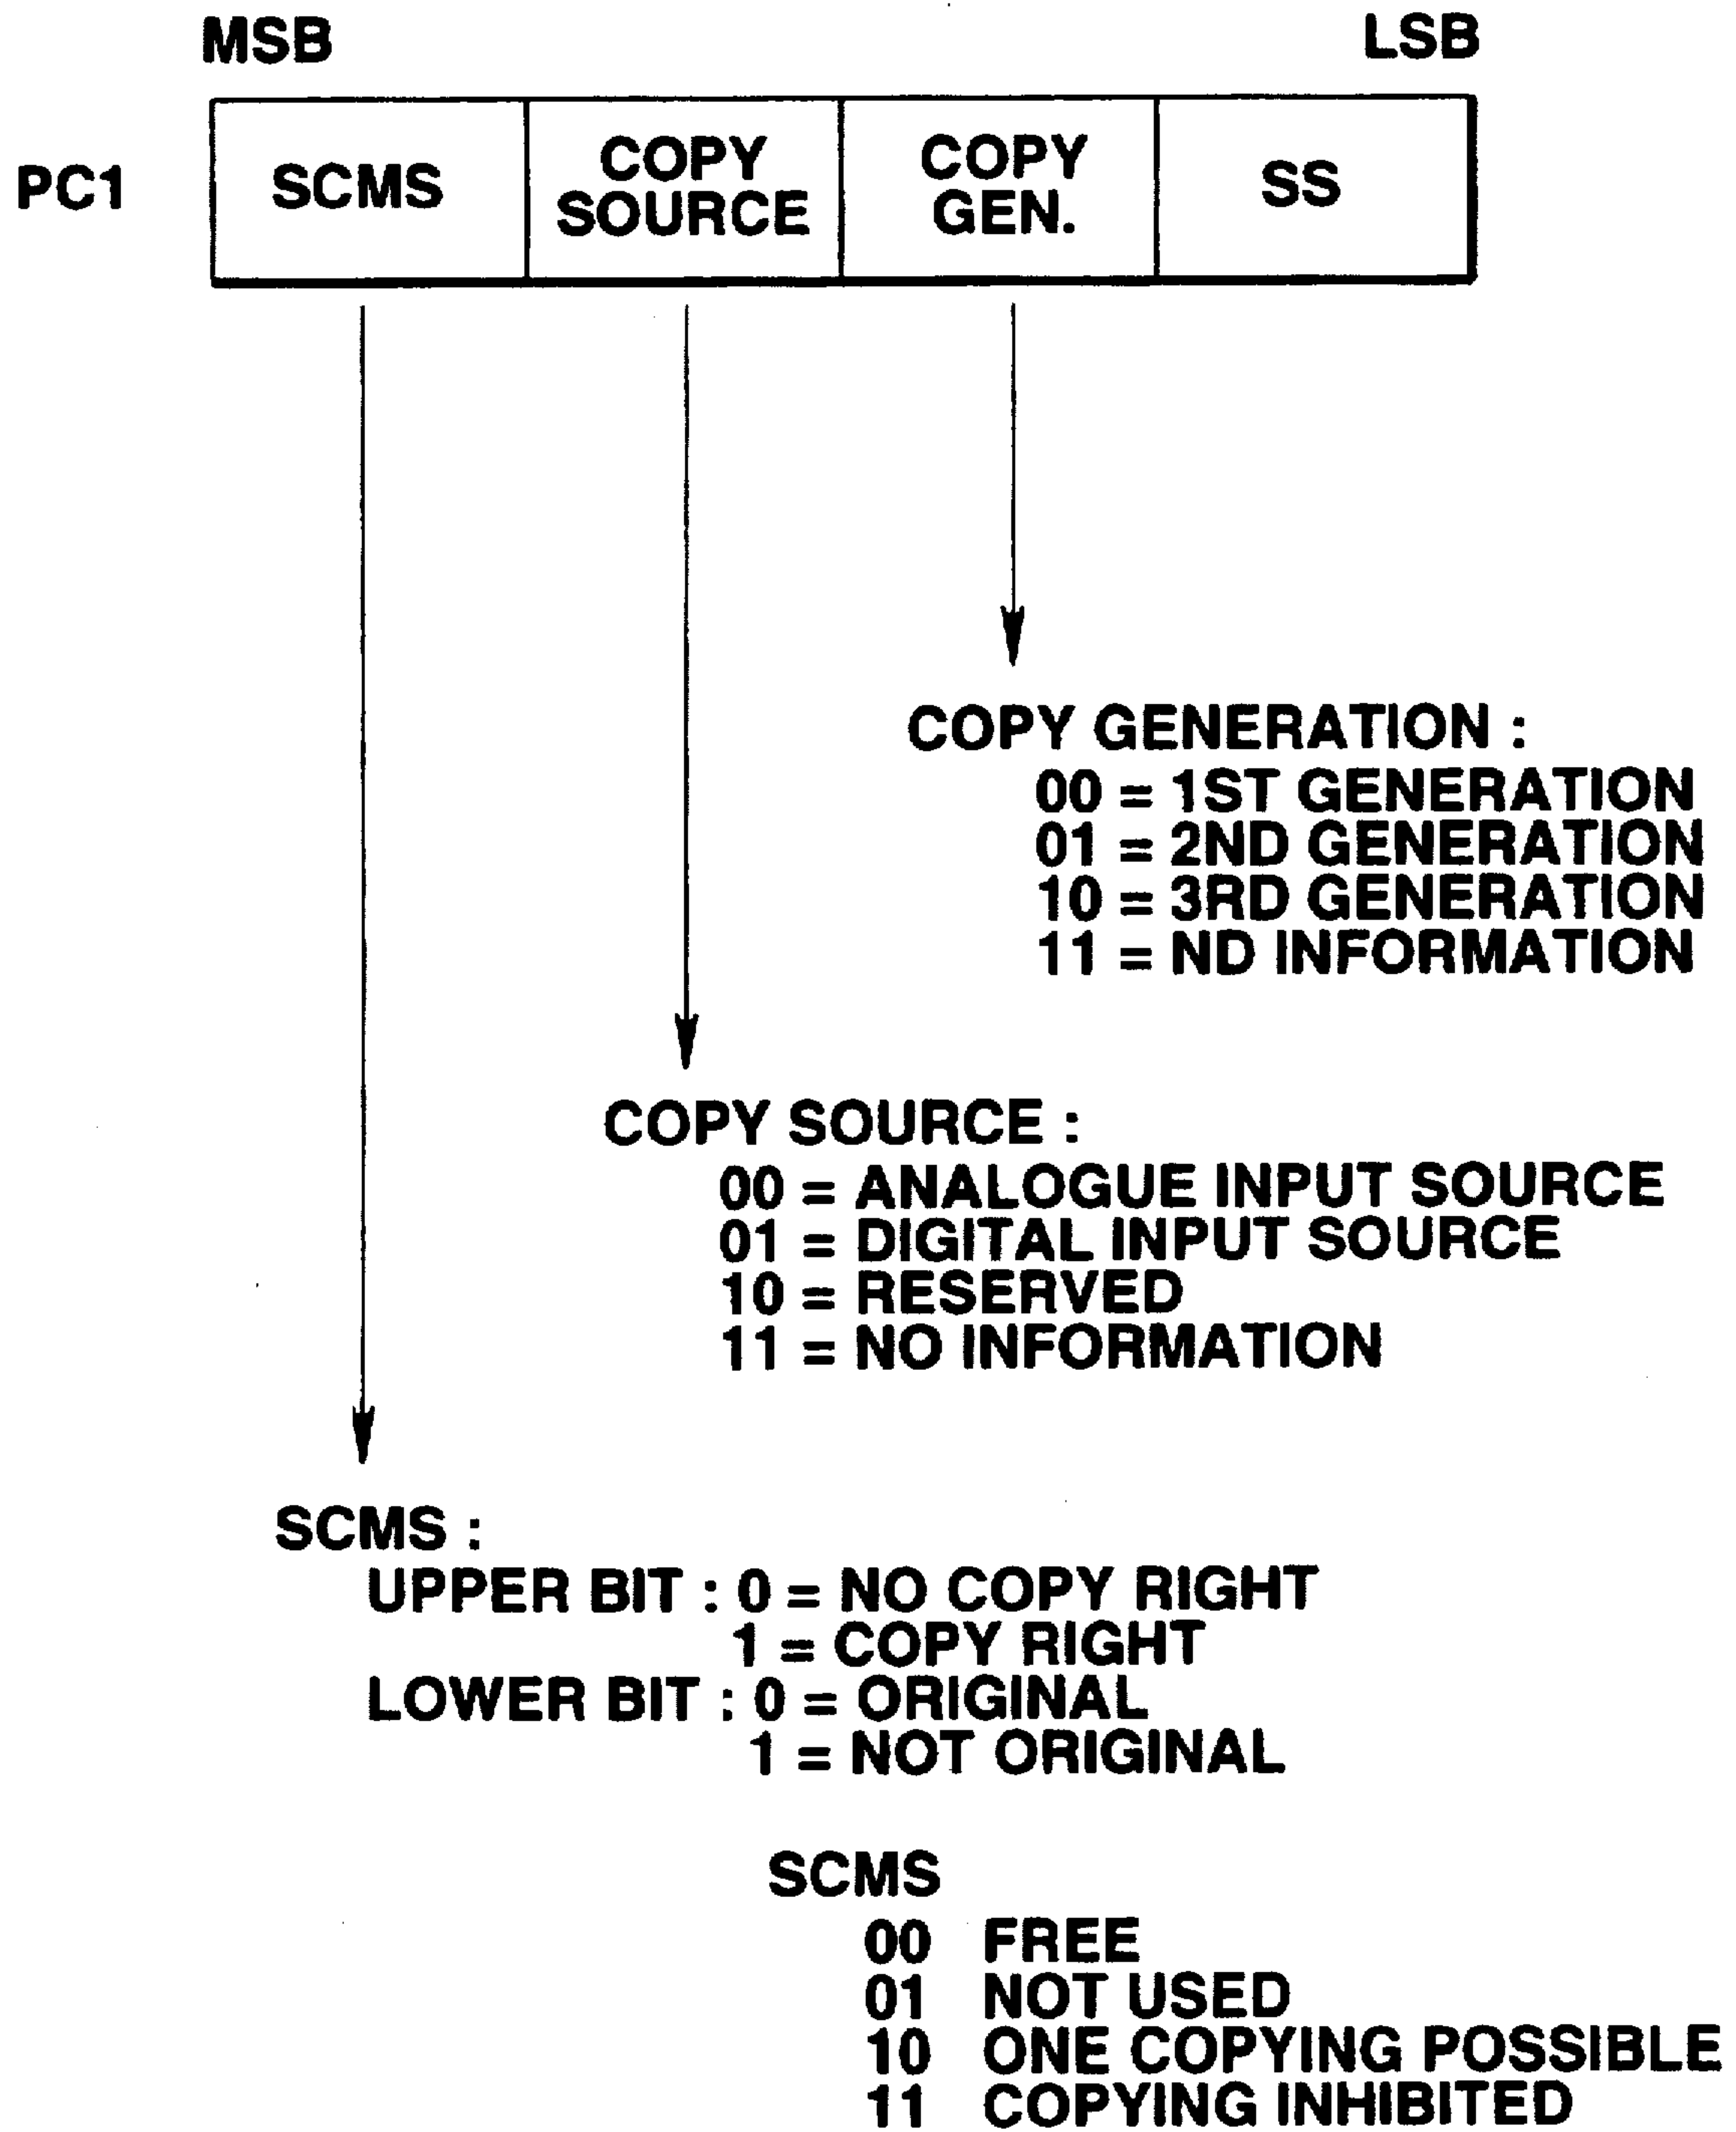 MSB LSB
PC1 SCMS COPY SOURCE COPY GEN. SS
COPY GENERATION :
00 = 1ST GENERATION
01 = 2ND GENERATION
10 = 3RD GENERATION
11 = ND INFORMATION
COPY SOURCE :
00 = ANALOGUE INPUT SOURCE
01 = DIGITAL INPUT SOURCE
10 = RESERVED
11 = NO INFORMATION
SCMS :
UPPER BIT : 0 = NO COPY RIGHT
1 = COPY RIGHT
LOWER BIT : 0 = ORIGINAL
1 = NOT ORIGINAL
SCMS
00 FREE
01 NOT USED
10 ONE COPYING POSSIBLE
11 COPYING INHIBITED